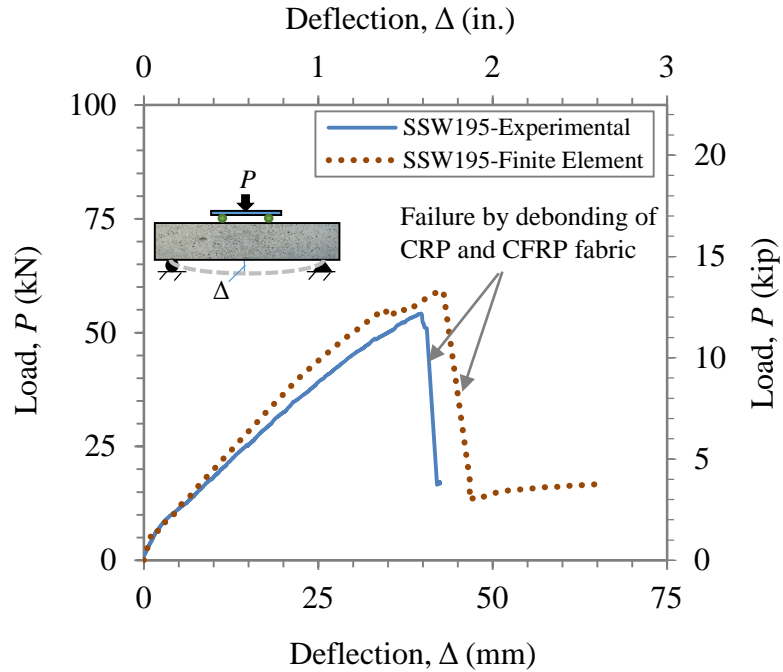 Deflection, Δ (in.)
0 1 2 3
100
75
50
25
0
Load, P (kN)
SSW195-Experimental
SSW195-Finite Element
P
Δ
Failure by debonding of
CRP and CFRP fabric
20
15
10
5
0
Load, P (kip)
0 25 50 75
Deflection, Δ (mm)